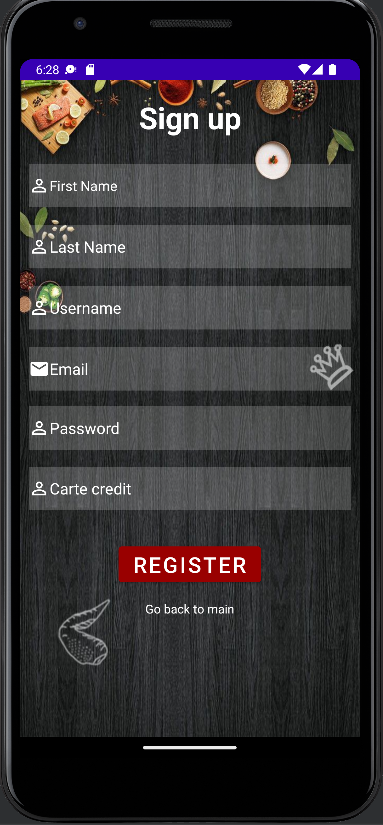 6:28
Sign up
First Name
Last Name
Username
Email
Password
Carte credit
REGISTER
Go back to main